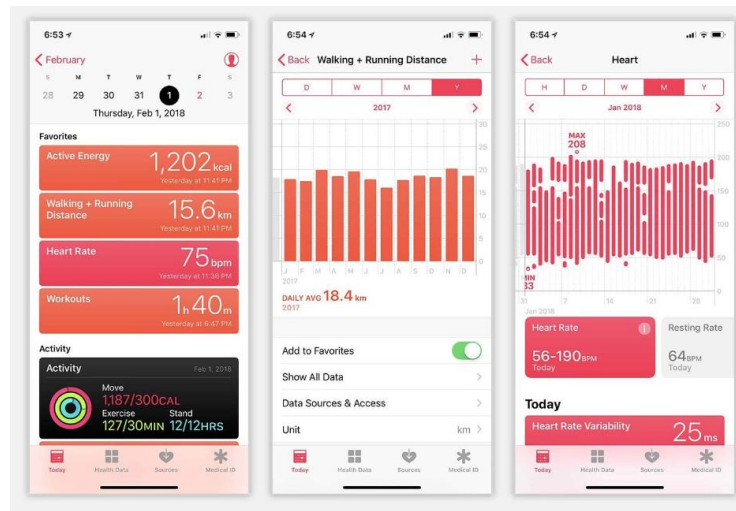 6:53
February
S M T W T F S
28 29 30 31 1 2 3
Thursday, Feb 1, 2018
Favorites
Active Energy
1,202 kcal
Yesterday at 11:41 PM
Walking + Running
Distance
15.6 km
Yesterday at 11:41 PM
Heart Rate
75 bpm
Yesterday at 11:38 PM
Workouts
1h 40m
Yesterday at 6:47 PM
Activity
Activity
Feb 1, 2018
Move
1,187/300CAL
Exercise Stand
127/30MIN 12/12HRS
Today Health Data Sources Medical ID
6:54
Back Walking + Running Distance +
D W M Y
2017
30
25
20
15
10
5
0
J F M A M J J A S O N D
2017
DAILY AVG 18.4 km
2017
Add to Favorites
Show All Data
Data Sources & Access
Unit km
Today Health Data Sources Medical ID
6:54
Back Heart
H D W M Y
Jan 2018
250
MAX
208
200
150
100
50
MIN
33
0
31 7 14 21 28
Jan 2018
Heart Rate
56-190 BPM
Today
Resting Rate
64 BPM
Today
Today
Heart Rate Variability
25 ms
Today Health Data Sources Medical ID